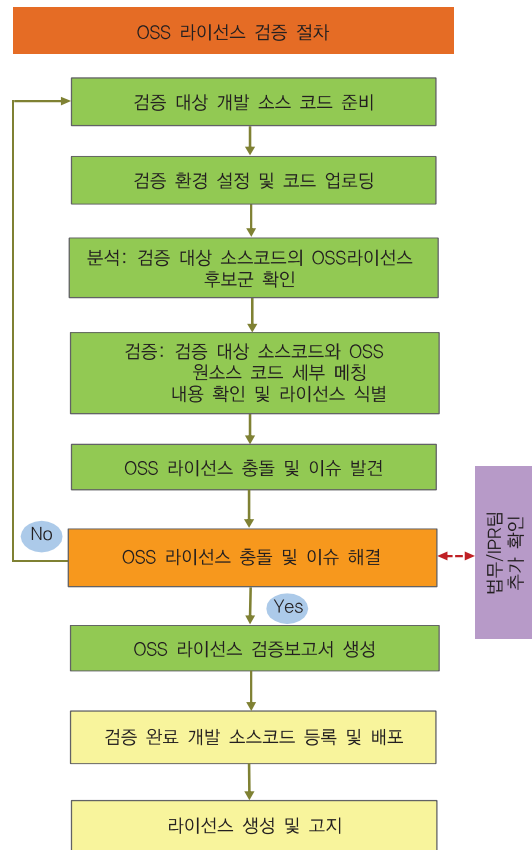 OSS 라이선스 검증 절차
검증 대상 개발 소스 코드 준비
검증 환경 설정 및 코드 업로딩
분석: 검증 대상 소스코드의 OSS라이선스
후보군 확인
검증: 검증 대상 소스코드와 OSS
원소스 코드 세부 메칭
내용 확인 및 라이선스 식별
OSS 라이선스 충돌 및 이슈 발견
No
OSS 라이선스 충돌 및 이슈 해결
법무/IPR팀
추가 확인
Yes
OSS 라이선스 검증보고서 생성
검증 완료 개발 소스코드 등록 및 배포
라이선스 생성 및 고지